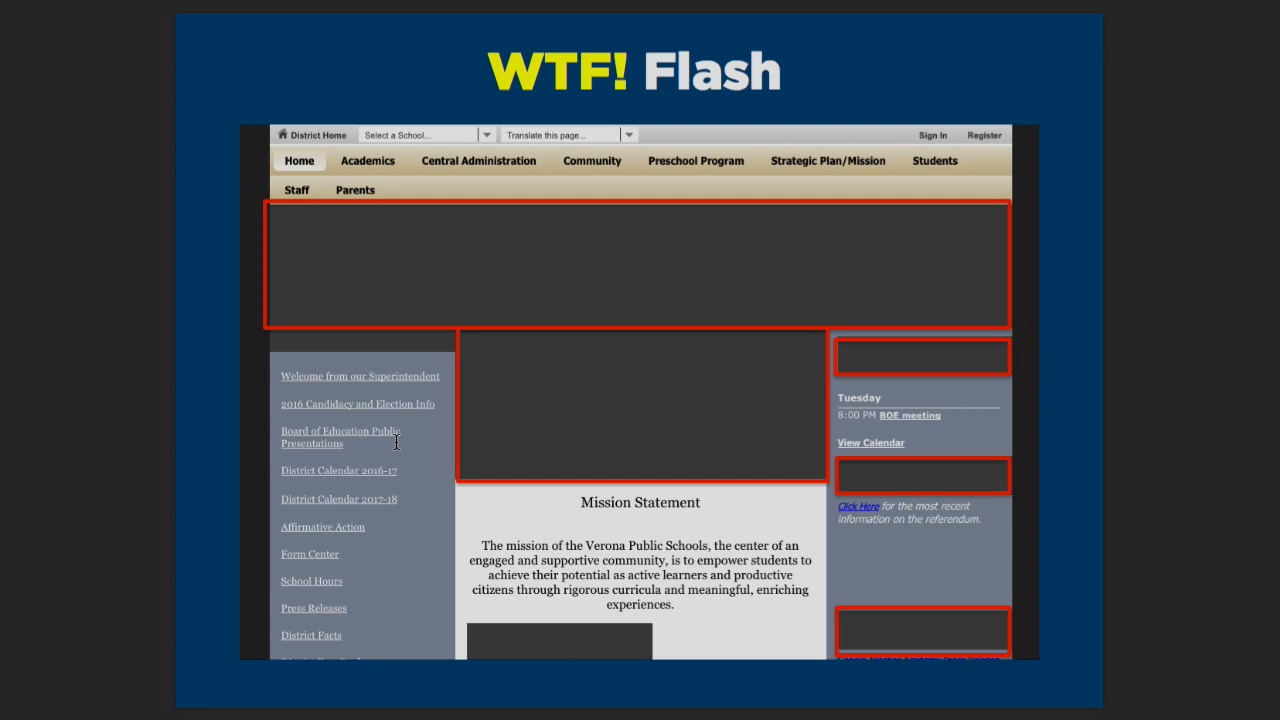 WTF! Flash
District Home Select a School... Translate this page... Sign In Register
Home Academics Central Administration Community Preschool Program Strategic Plan/Mission Students
Staff Parents
Welcome from our Superintendent
2016 Candidacy and Election Info
Board of Education Public
Presentations
District Calendar 2016-17
District Calendar 2017-18
Affirmative Action
Form Center
School Hours
Press Releases
District Facts
Mission Statement
The mission of the Verona Public Schools, the center of an
engaged and supportive community, is to empower students to
achieve their potential as active learners and productive
citizens through rigorous curricula and meaningful, enriching
experiences.
Tuesday
8:00 PM BOE meeting
View Calendar
Click Here for the most recent
information on the referendum.